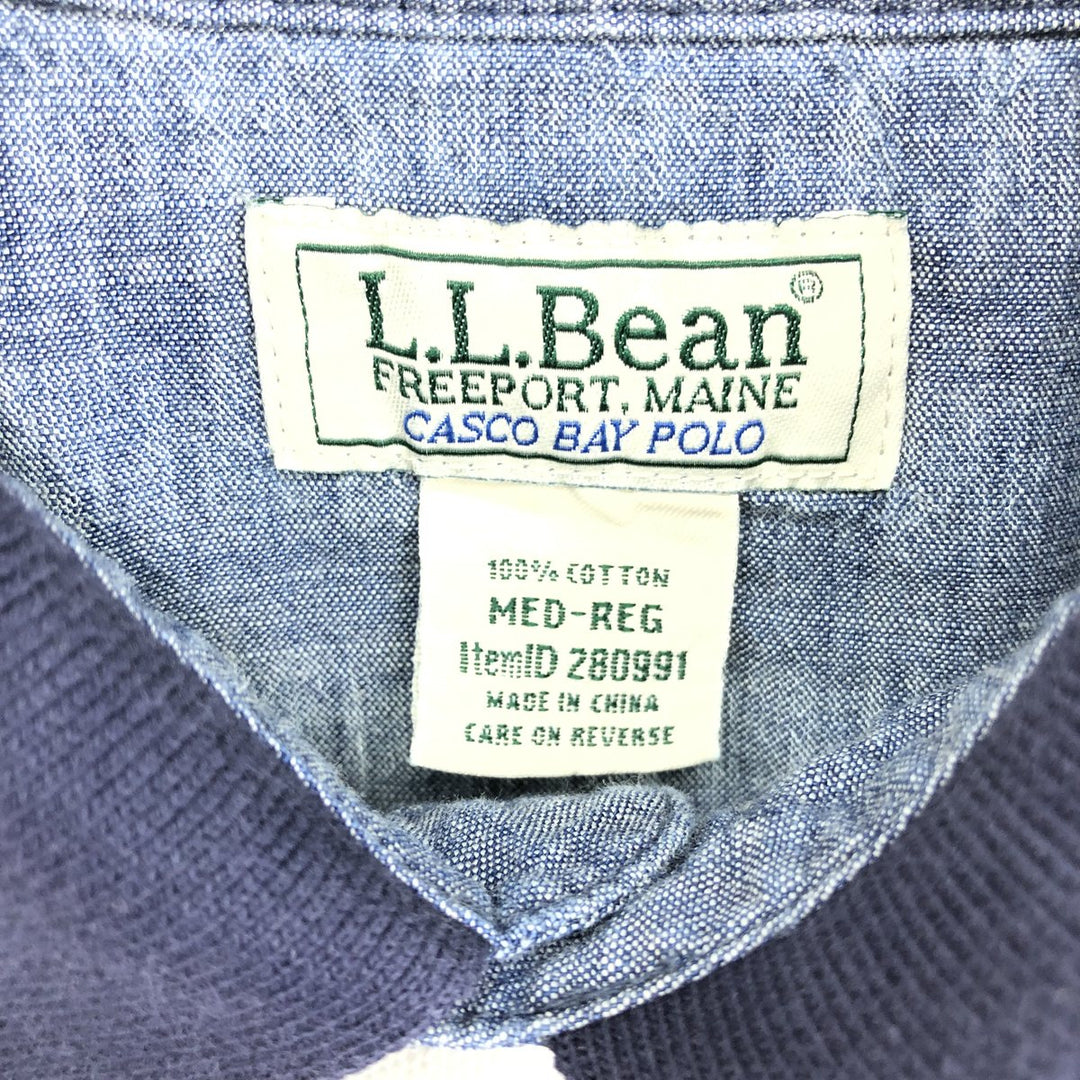 L.L.Bean®
FREEPORT, MAINE
CASCO BAY POLO
100% COTTON
MED-REG
ItemID 280991
MADE IN CHINA
CARE ON REVERSE